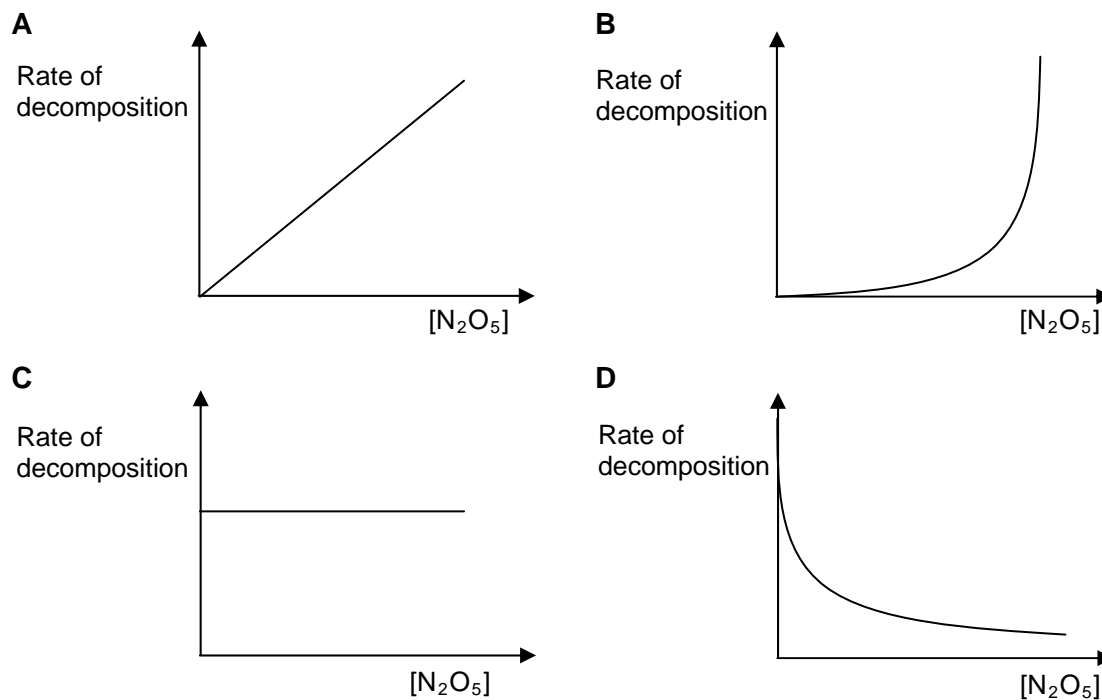 A
Rate of
decomposition
[N₂O₅]
B
Rate of
decomposition
[N₂O₅]
C
Rate of
decomposition
[N₂O₅]
D
Rate of
decomposition
[N₂O₅]